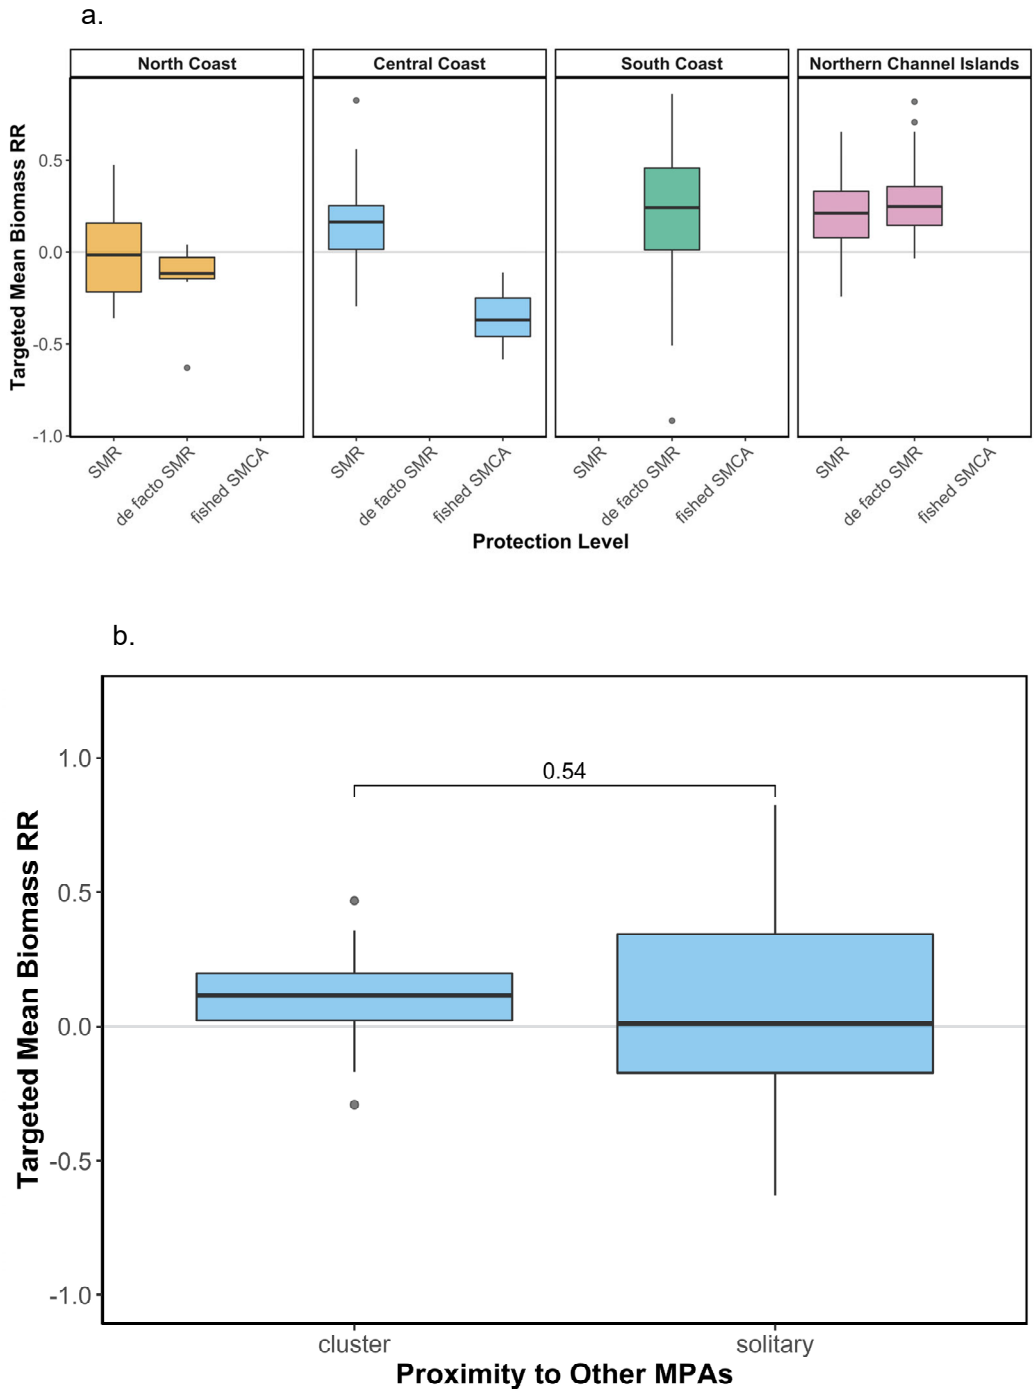 a.
North Coast
Central Coast
South Coast
Northern Channel Islands
Targeted Mean Biomass RR
0.5
0.0
-0.5
-1.0
SMR
de facto SMR
fished SMCA
SMR
de facto SMR
fished SMCA
SMR
de facto SMR
fished SMCA
SMR
de facto SMR
fished SMCA
Protection Level
b.
Targeted Mean Biomass RR
1.0
0.5
0.0
-0.5
-1.0
0.54
cluster
solitary
Proximity to Other MPAs